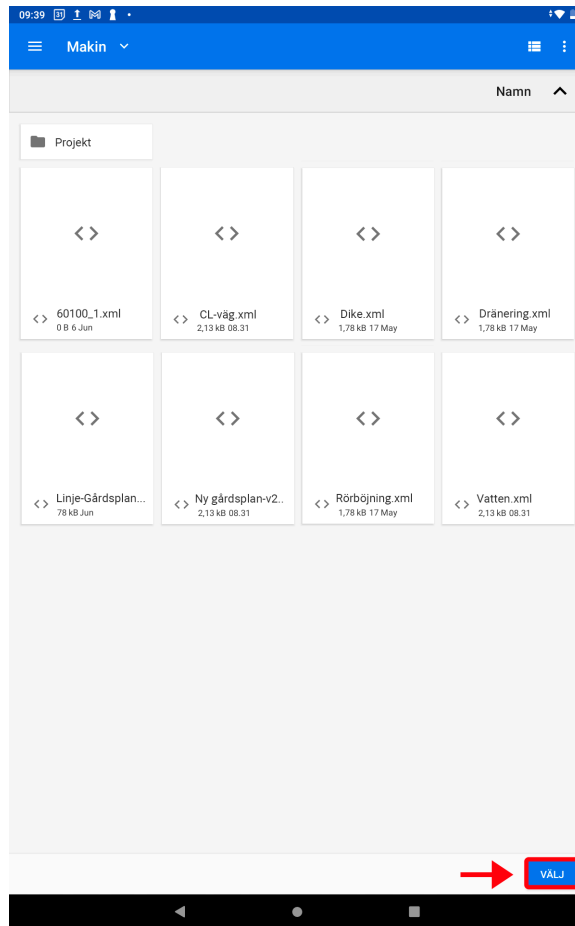 09:39 31
Makin
Namn
Projekt
60100_1.xml
0 B 6 Jun
CL-väg.xml
2,13 kB 08.31
Dike.xml
1,78 kB 17 May
Dränering.xml
1,78 kB 17 May
Linje-Gårdsplan...
78 kB Jun
Ny gårdsplan-v2..
2,13 kB 08.31
Rörböjning.xml
1,78 kB 17 May
Vatten.xml
2,13 kB 08.31
VÄLJ